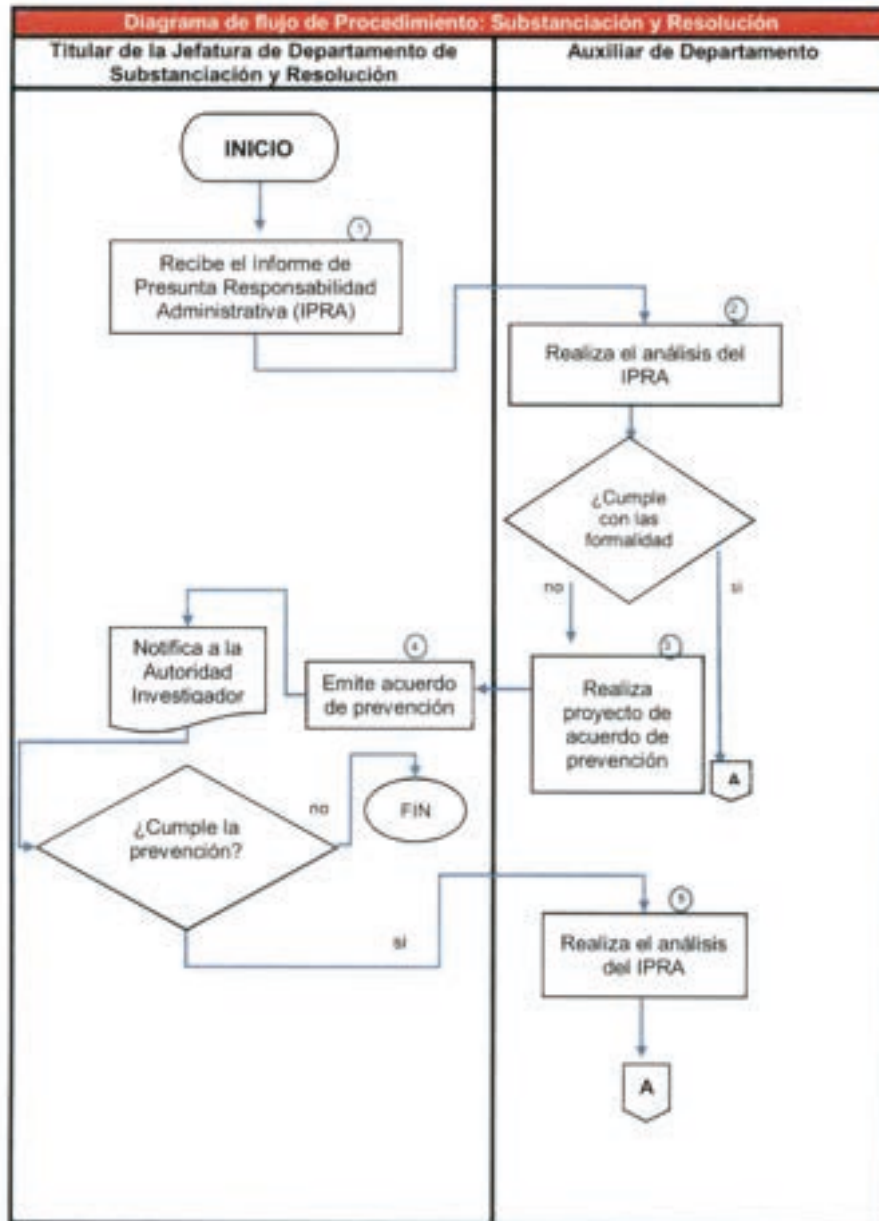 Diagrama de flujo de Procedimiento: Substanciación y Resolución
Titular de la Jefatura de Departamento de
Substanciación y Resolución
Auxiliar de Departamento
INICIO
1
Recibe el informe de
Presunta Responsabilidad
Administrativa (IPRA)
2
Realiza el análisis del
IPRA
¿Cumple
con las
formalidad
no
si
3
Realiza
proyecto de
acuerdo de
prevención
A
4
Emite acuerdo
de prevención
Notifica a la
Autoridad
Investigador
¿Cumple la
prevención?
no
FIN
si
5
Realiza el análisis
del IPRA
A